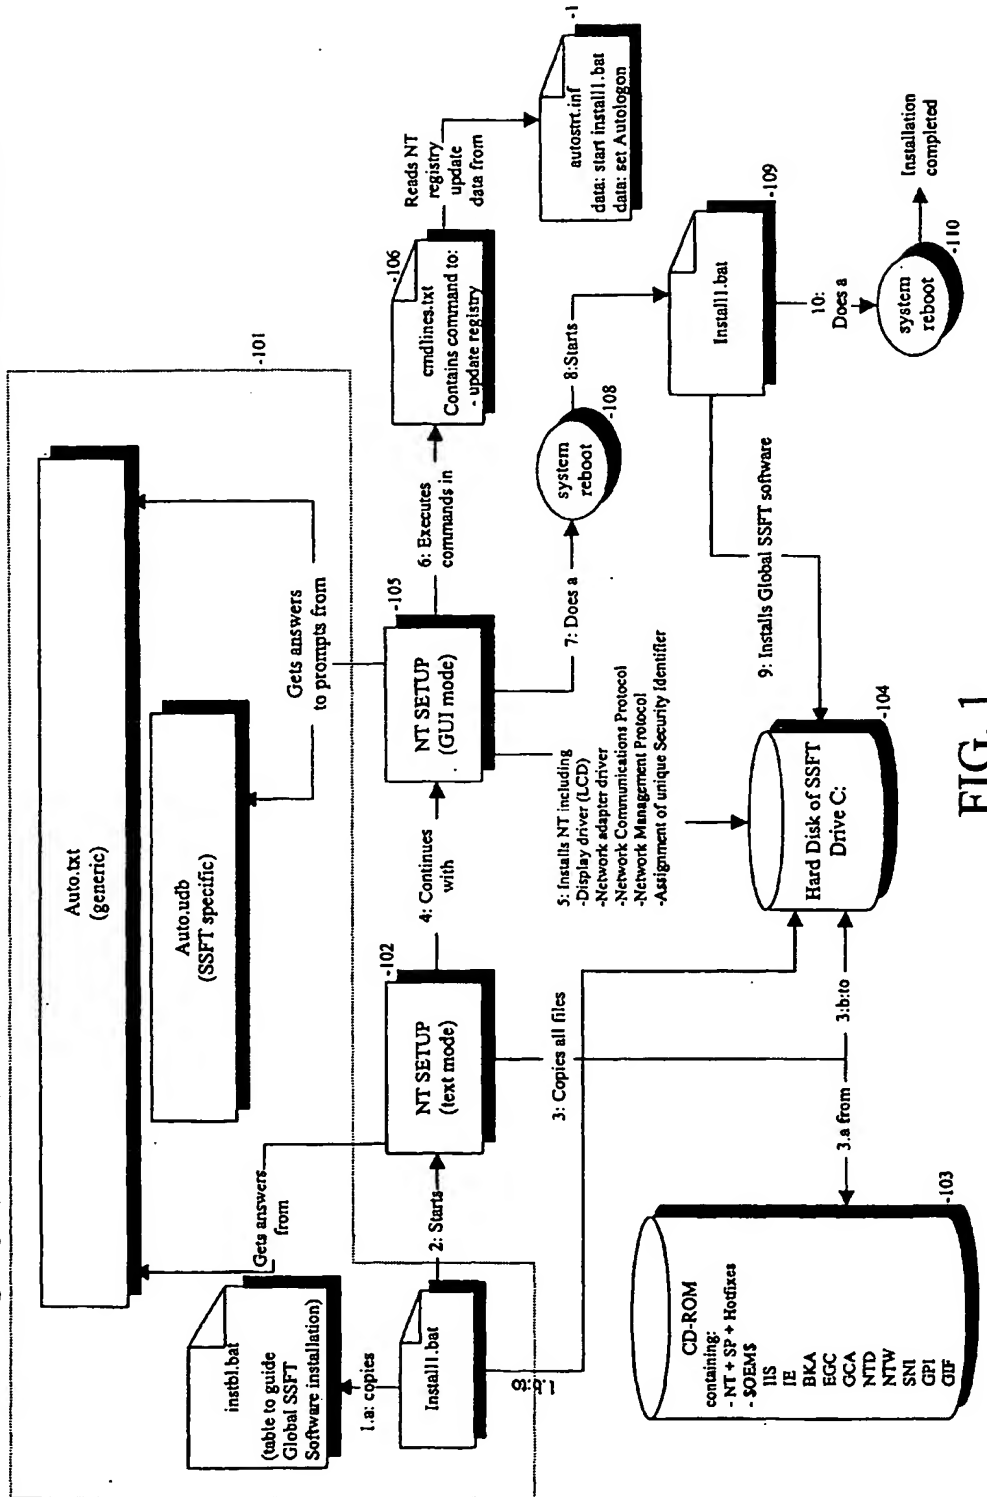 Auto.txt
(generic)
Auto.udb
(SSFT specific)
-101
Gets answers
from
Gets answers
to prompts from
instbl.bat
(table to guide
Global SSFT
Software installation)
1.a: copies
Install1.bat
1.b:to
2: Starts
NT SETUP
(text mode)
-102
4: Continues
with
NT SETUP
(GUI mode)
-105
6: Executes
commands in
cmdlines.txt
Contains command to:
- update registry
-106
Reads NT
registry
update
data from
autostrt.inf
data: start install1.bat
data: set Autologon
-1
3: Copies all files
3.a from
3:b:to
5: Installs NT including
-Display driver (LCD)
-Network adapter driver
-Network Communications Protocol
-Network Management Protocol
-Assignment of unique Security Identifier
7: Does a
system
reboot
-108
8:Starts
Install1.bat
-109
10:
Does a
system
reboot
-110
Installation
completed
9: Installs Global SSFT software
CD-ROM
containing:
- NT + SP + Hotfixes
- $OEM$
IIS
IE
BKA
EGC
GCA
NTD
NTW
SNI
GPI
GIF
-103
Hard Disk of SSFT
Drive C:
-104
FIG. 1